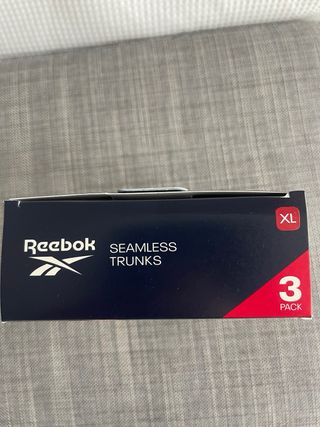 XL
Reebok
SEAMLESS
TRUNKS
3
PACK